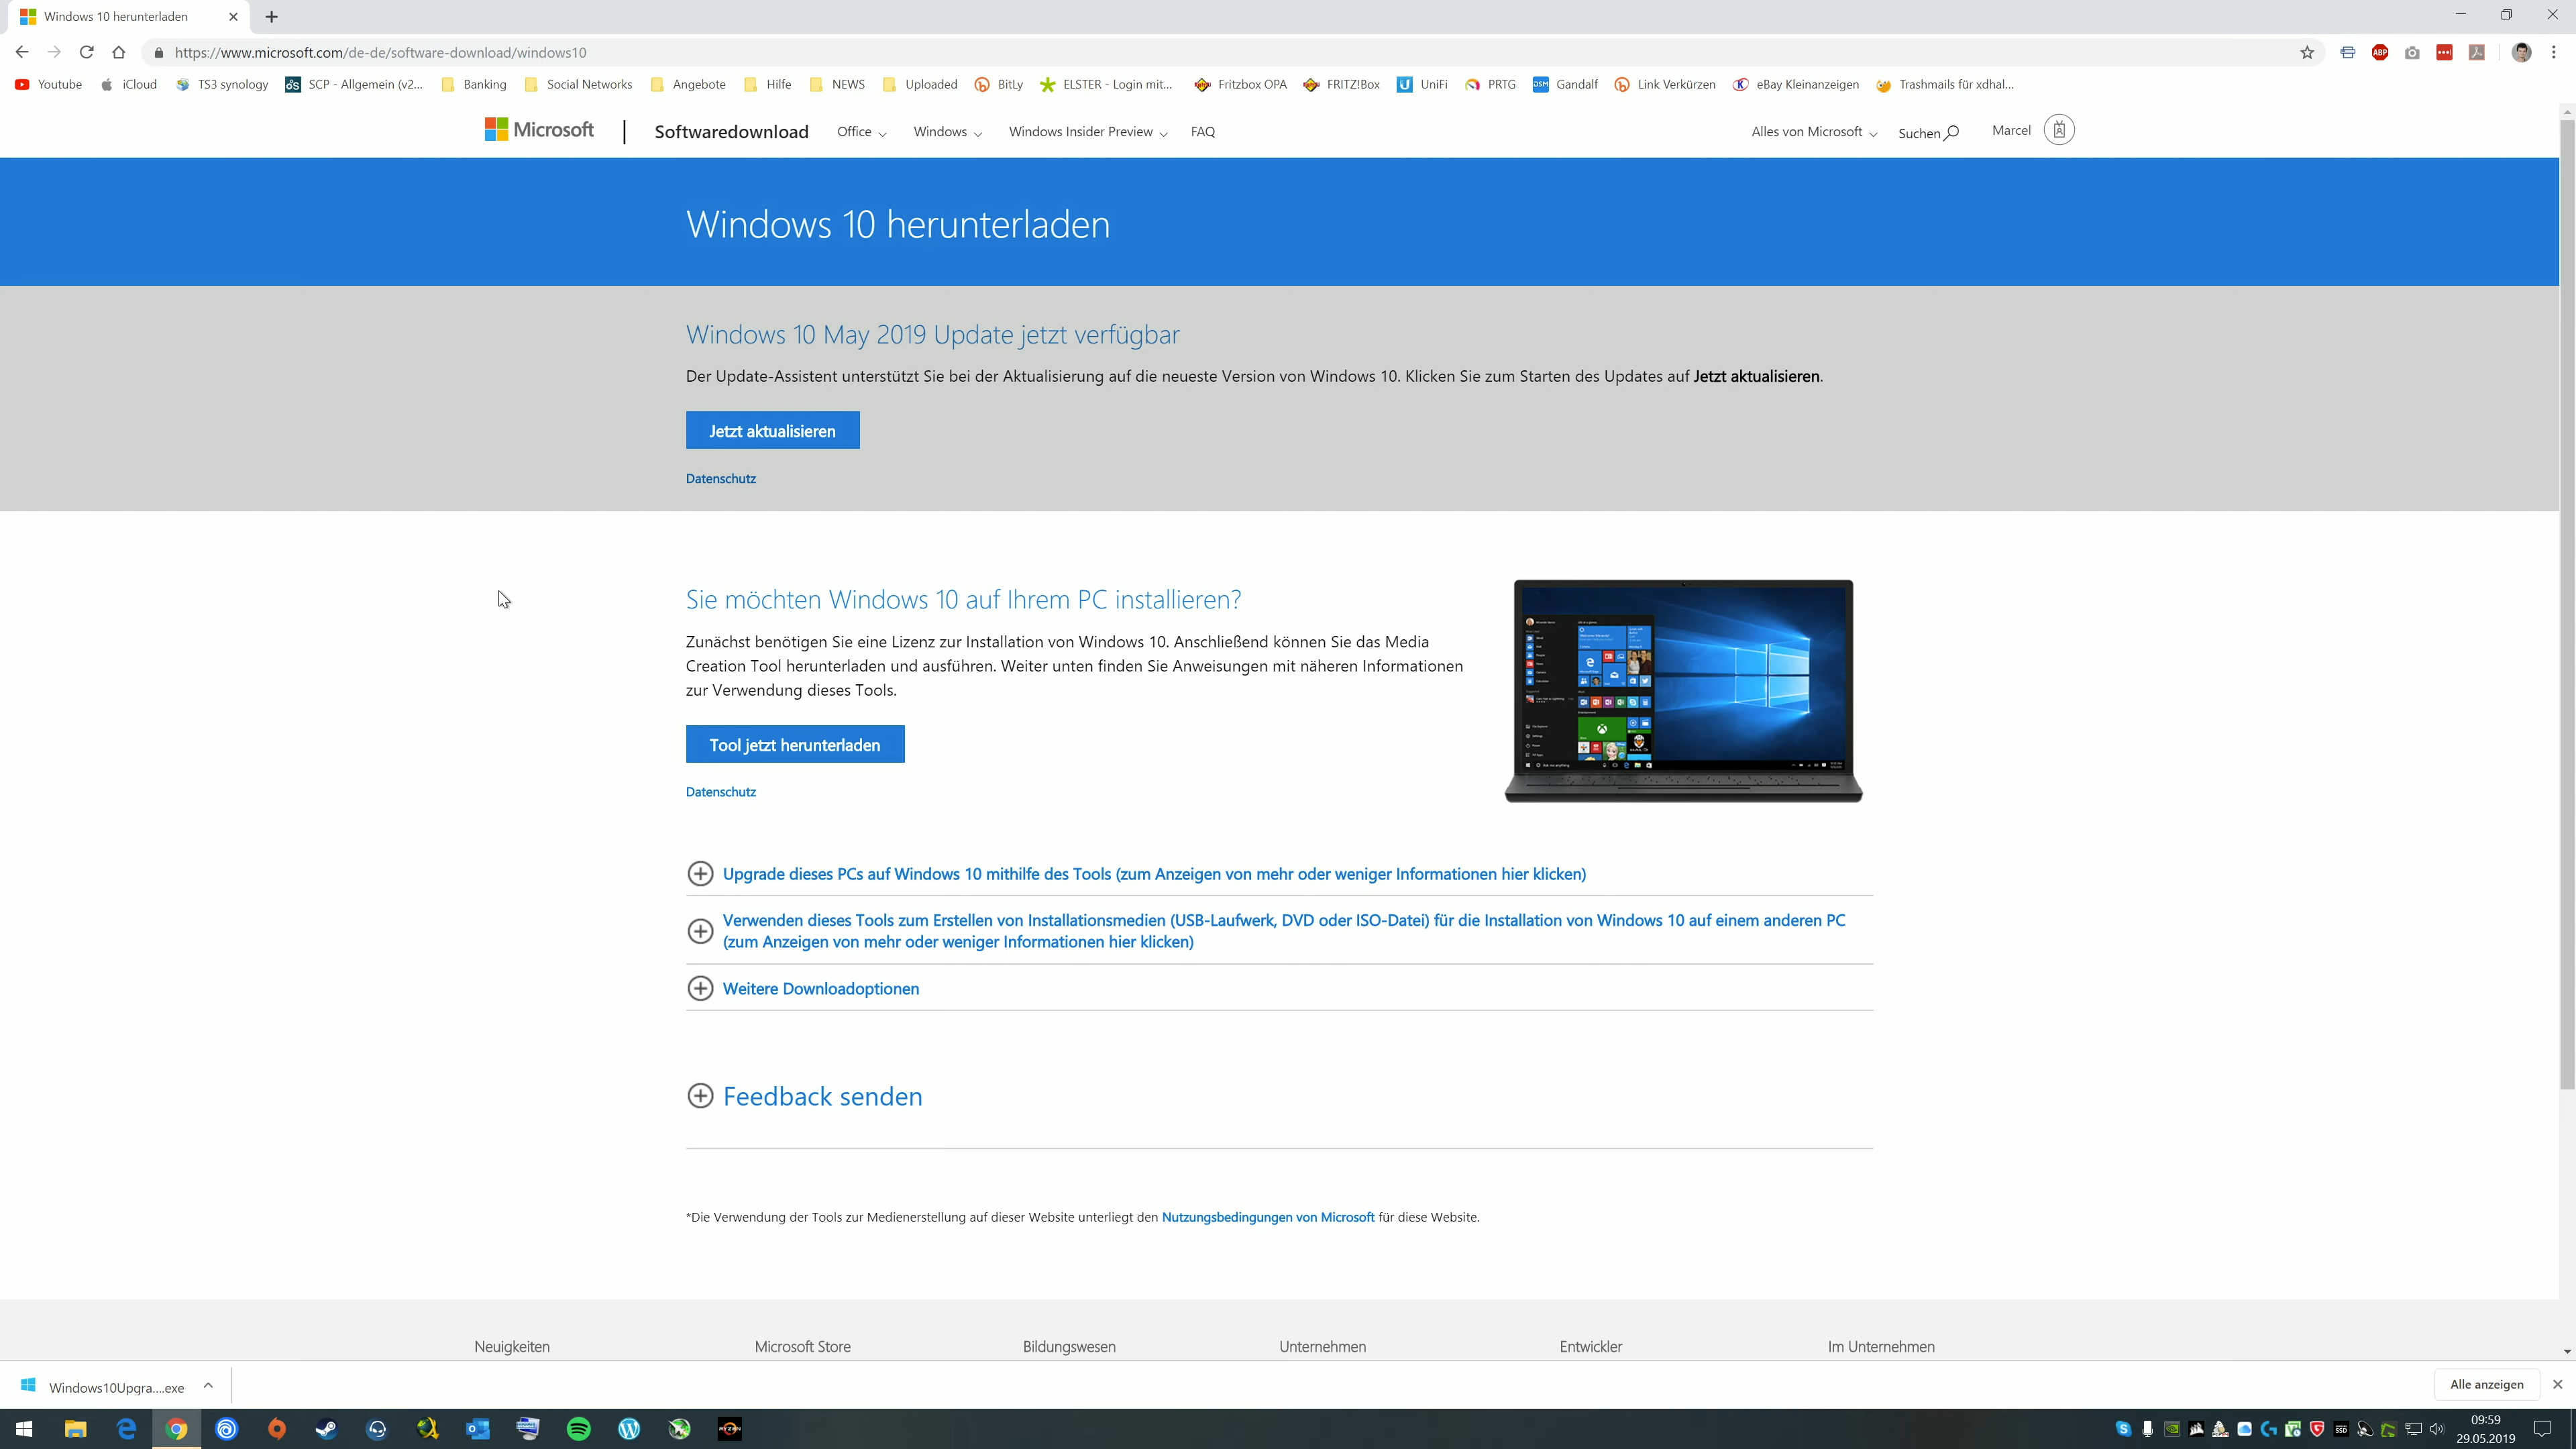 Windows 10 herunterladen
https://www.microsoft.com/de-de/software-download/windows10
ABP
Youtube iCloud TS3 synology SCP - Allgemein (v2... Banking Social Networks Angebote Hilfe NEWS Uploaded BitLy ELSTER - Login mit... Fritzbox OPA FRITZ!Box UniFi PRTG DSM Gandalf Link Verkürzen eBay Kleinanzeigen Trashmails für xdhal...
Microsoft Softwaredownload Office Windows Windows Insider Preview FAQ Alles von Microsoft Suchen Marcel
Windows 10 herunterladen
Windows 10 May 2019 Update jetzt verfügbar
Der Update-Assistent unterstützt Sie bei der Aktualisierung auf die neueste Version von Windows 10. Klicken Sie zum Starten des Updates auf Jetzt aktualisieren.
Jetzt aktualisieren
Datenschutz
Sie möchten Windows 10 auf Ihrem PC installieren?
Zunächst benötigen Sie eine Lizenz zur Installation von Windows 10. Anschließend können Sie das Media
Creation Tool herunterladen und ausführen. Weiter unten finden Sie Anweisungen mit näheren Informationen
zur Verwendung dieses Tools.
Tool jetzt herunterladen
Datenschutz
Upgrade dieses PCs auf Windows 10 mithilfe des Tools (zum Anzeigen von mehr oder weniger Informationen hier klicken)
Verwenden dieses Tools zum Erstellen von Installationsmedien (USB-Laufwerk, DVD oder ISO-Datei) für die Installation von Windows 10 auf einem anderen PC
(zum Anzeigen von mehr oder weniger Informationen hier klicken)
Weitere Downloadoptionen
Feedback senden
*Die Verwendung der Tools zur Medienerstellung auf dieser Website unterliegt den Nutzungsbedingungen von Microsoft für diese Website.
Neuigkeiten Microsoft Store Bildungswesen Unternehmen Entwickler Im Unternehmen
Windows10Upgra....exe Alle anzeigen
RYZEN SSD 09:59
29.05.2019